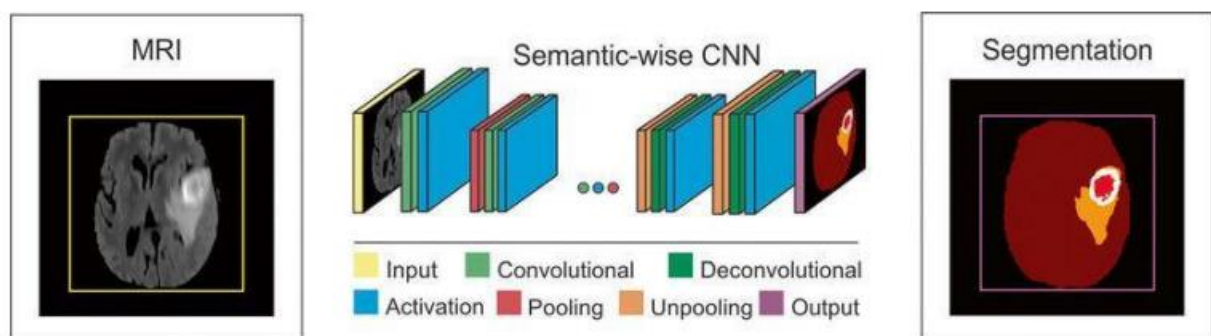 MRI
Semantic-wise CNN
Segmentation
Input Convolutional Deconvolutional
Activation Pooling Unpooling Output